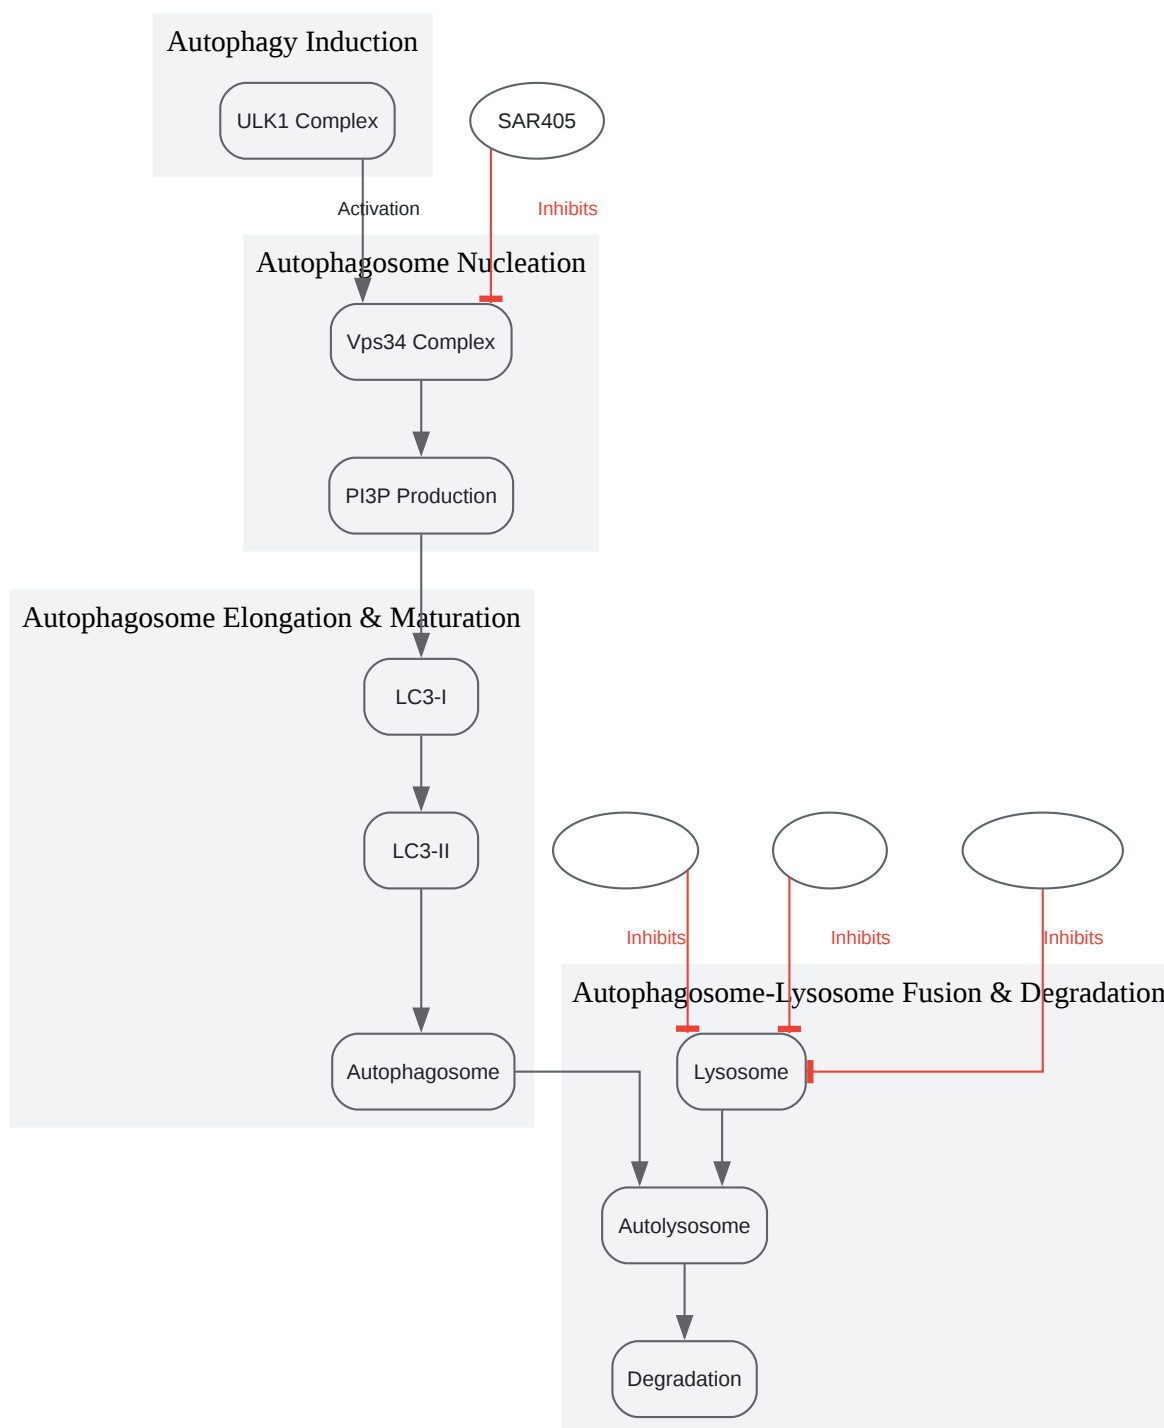 Autophagy Induction
ULK1 Complex
SAR405
Activation
Inhibits
Autophagosome Nucleation
Vps34 Complex
PI3P Production
Autophagosome Elongation & Maturation
LC3-I
LC3-II
Inhibits
Inhibits
Inhibits
Autophagosome-Lysosome Fusion & Degradation
Autophagosome
Lysosome
Autolysosome
Degradation